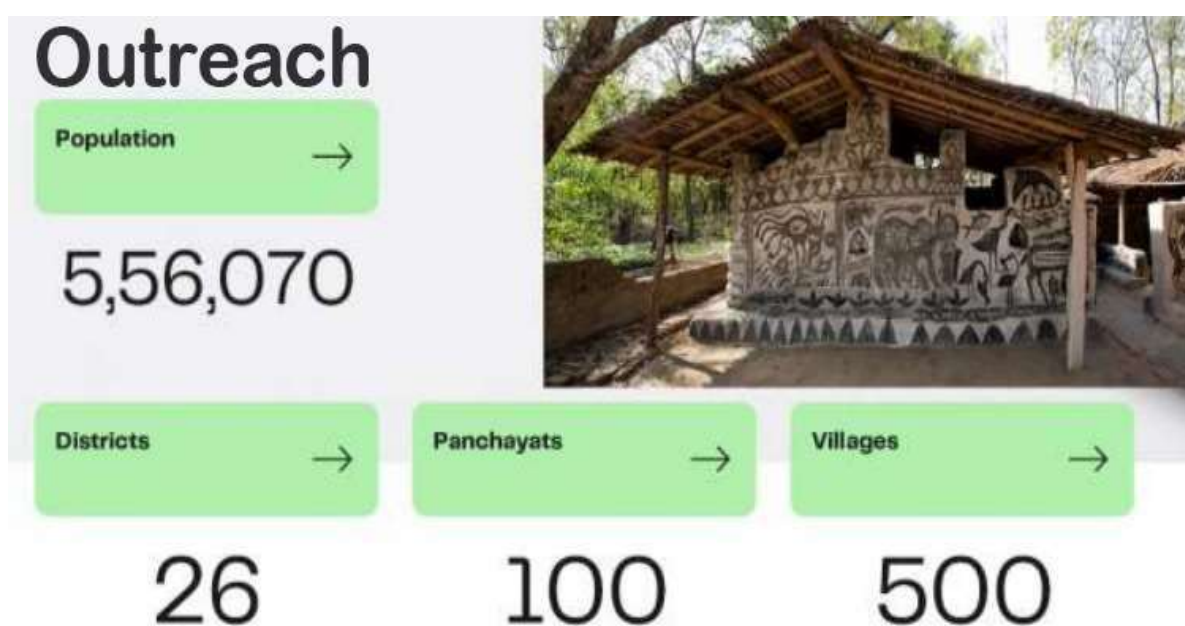 Outreach
Population →
5,56,070
Districts →
Panchayats →
Villages →
26
100
500